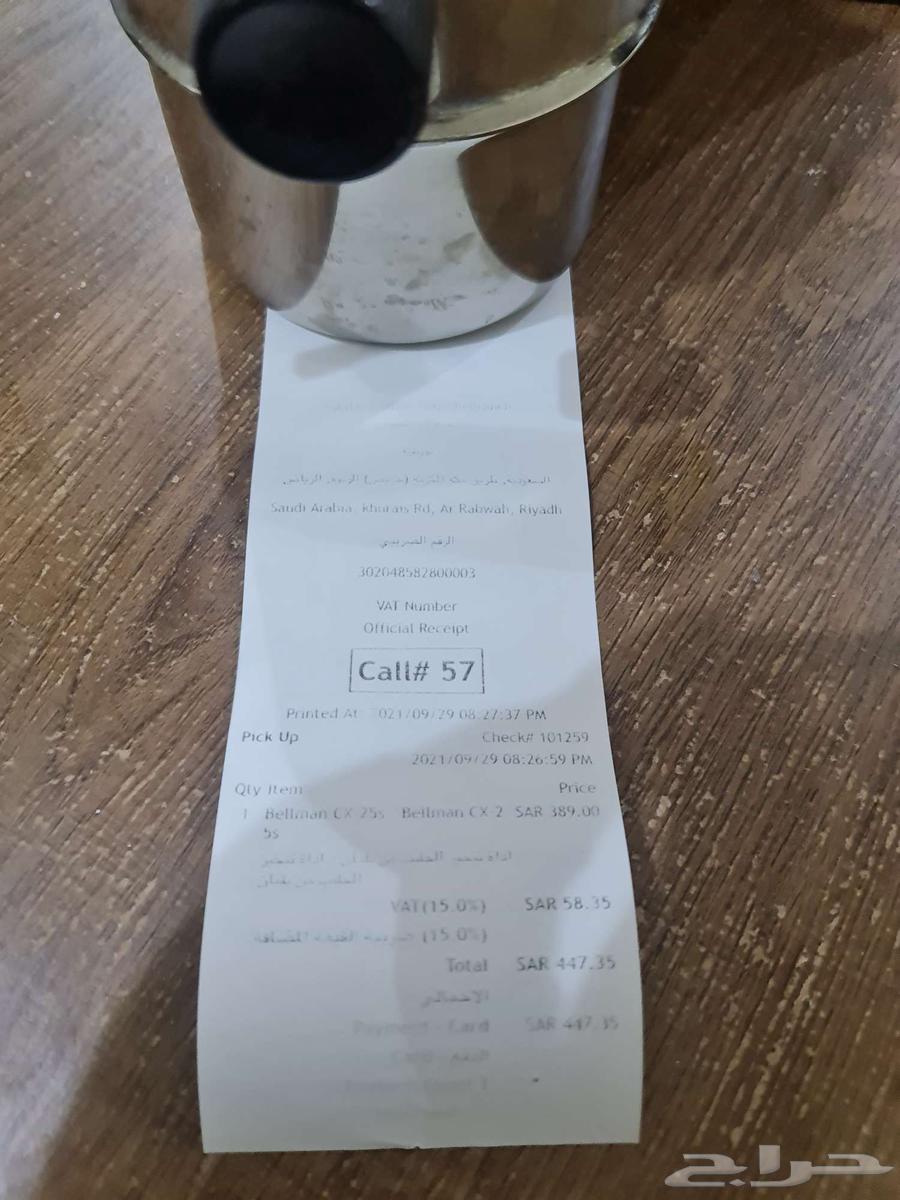 Saudi Arabia, Khurais Rd, Ar Rabwah, Riyadh
الرقم الضريبي
302048582800003
VAT Number
Official Receipt
Call# 57
Printed At: 2021/09/29 08:27:37 PM
Pick Up Check# 101259
2021/09/29 08:26:59 PM
Qty Item Price
1 Bellman CX-25s Bellman CX-2 SAR 389.00
5s
VAT(15.0%) SAR 58.35
ضريبة القيمة المضافة (15.0%)
Total SAR 447.35
الاجمالي
Payment - Card SAR 447.35
حراج